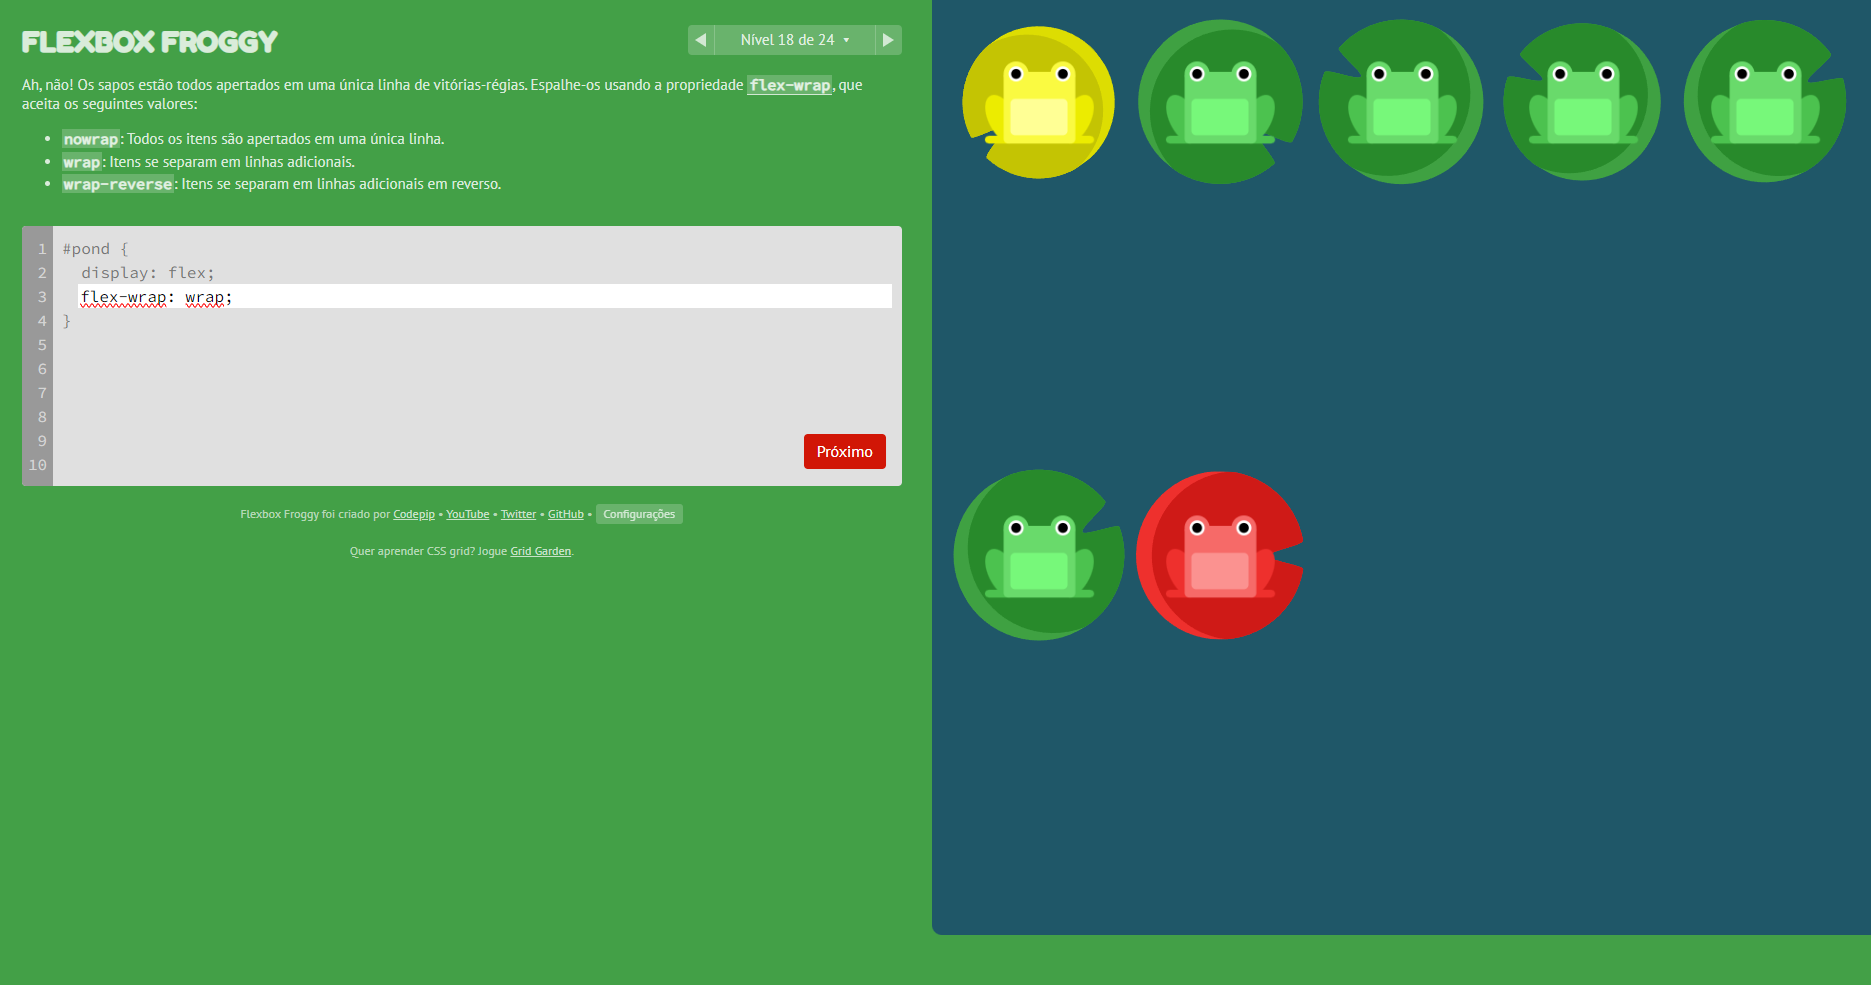 FLEXBOX FROGGY
◀ Nível 18 de 24 ▾ ▶
Ah, não! Os sapos estão todos apertados em uma única linha de vitórias-régias. Espalhe-os usando a propriedade flex-wrap, que
aceita os seguintes valores:
• nowrap: Todos os itens são apertados em uma única linha.
• wrap: Itens se separam em linhas adicionais.
• wrap-reverse: Itens se separam em linhas adicionais em reverso.
1 #pond {
2 display: flex;
3 flex-wrap: wrap;
4 }
5
6
7
8
9
10
Próximo
Flexbox Froggy foi criado por Codepip • YouTube • Twitter • GitHub • Configurações
Quer aprender CSS grid? Jogue Grid Garden.